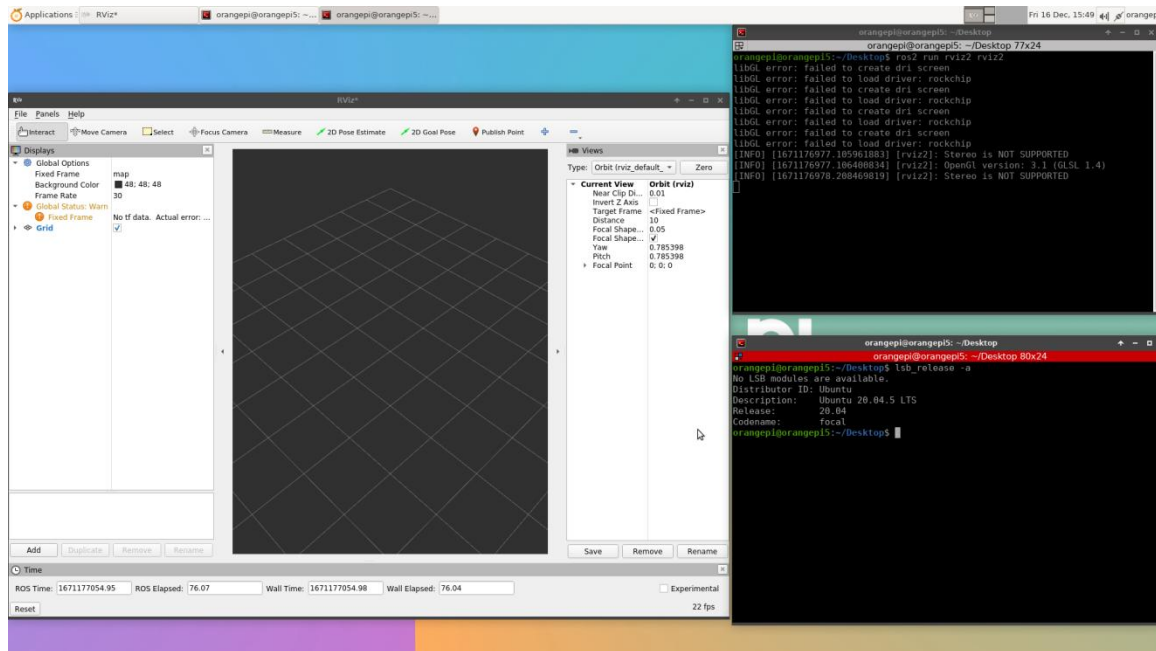 Applications RViz* orangepi@orangepi5: ~... orangepi@orangepi5: ~... Fri 16 Dec, 15:49 orangep
RViz*
File Panels Help
Interact Move Camera Select Focus Camera Measure 2D Pose Estimate 2D Goal Pose Publish Point
Displays
Global Options
Fixed Frame map
Background Color 48; 48; 48
Frame Rate 30
Global Status: Warn
Fixed Frame No tf data. Actual error: ...
Grid
Add Duplicate Remove Rename
Views
Type: Orbit (rviz_default_ Zero
Current View Orbit (rviz)
Near Clip Di... 0.01
Invert Z Axis
Target Frame <Fixed Frame>
Distance 10
Focal Shape... 0.05
Focal Shape...
Yaw 0.785398
Pitch 0.785398
Focal Point 0; 0; 0
Save Remove Rename
Time
ROS Time: 1671177054.95 ROS Elapsed: 76.07 Wall Time: 1671177054.98 Wall Elapsed: 76.04 Experimental
Reset 22 fps
orangepi@orangepi5: ~/Desktop
orangepi@orangepi5: ~/Desktop 77x24
orangepi@orangepi5:~/Desktop$ ros2 run rviz2 rviz2
libGL error: failed to create dri screen
libGL error: failed to load driver: rockchip
libGL error: failed to create dri screen
libGL error: failed to load driver: rockchip
libGL error: failed to create dri screen
libGL error: failed to load driver: rockchip
libGL error: failed to create dri screen
libGL error: failed to load driver: rockchip
[INFO] [1671176977.105961883] [rviz2]: Stereo is NOT SUPPORTED
[INFO] [1671176977.106400834] [rviz2]: OpenGl version: 3.1 (GLSL 1.4)
[INFO] [1671176978.208469819] [rviz2]: Stereo is NOT SUPPORTED
orangepi@orangepi5: ~/Desktop
orangepi@orangepi5: ~/Desktop 80x24
orangepi@orangepi5:~/Desktop$ lsb_release -a
No LSB modules are available.
Distributor ID: Ubuntu
Description: Ubuntu 20.04.5 LTS
Release: 20.04
Codename: focal
orangepi@orangepi5:~/Desktop$